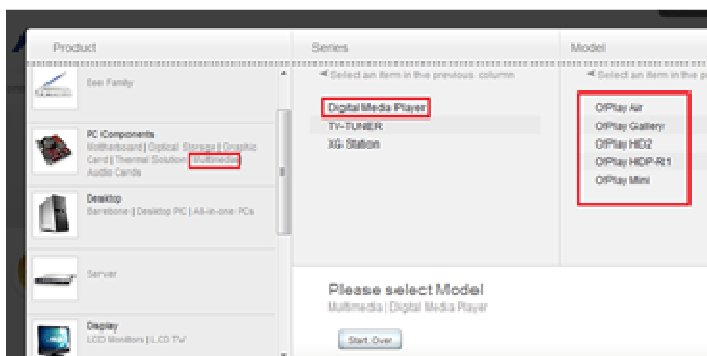 Product
Series
Model
Eee Family
PC Components
Motherboard | Optical Storage | Graphic
Card | Thermal Solution | Multimedia |
Audio Cards
Desktop
Barebone | Desktop PC | All-in-one PCs
Server
Display
LCD Monitors | LCD TV
Select an item in the previous column
Digital Media Player
TV-TUNER
XG Station
Select an item in the p
O!Play Air
O!Play Gallery
O!Play HD2
O!Play HDP-R1
O!Play Mini
Please select Model
Multimedia | Digital Media Player
Start Over